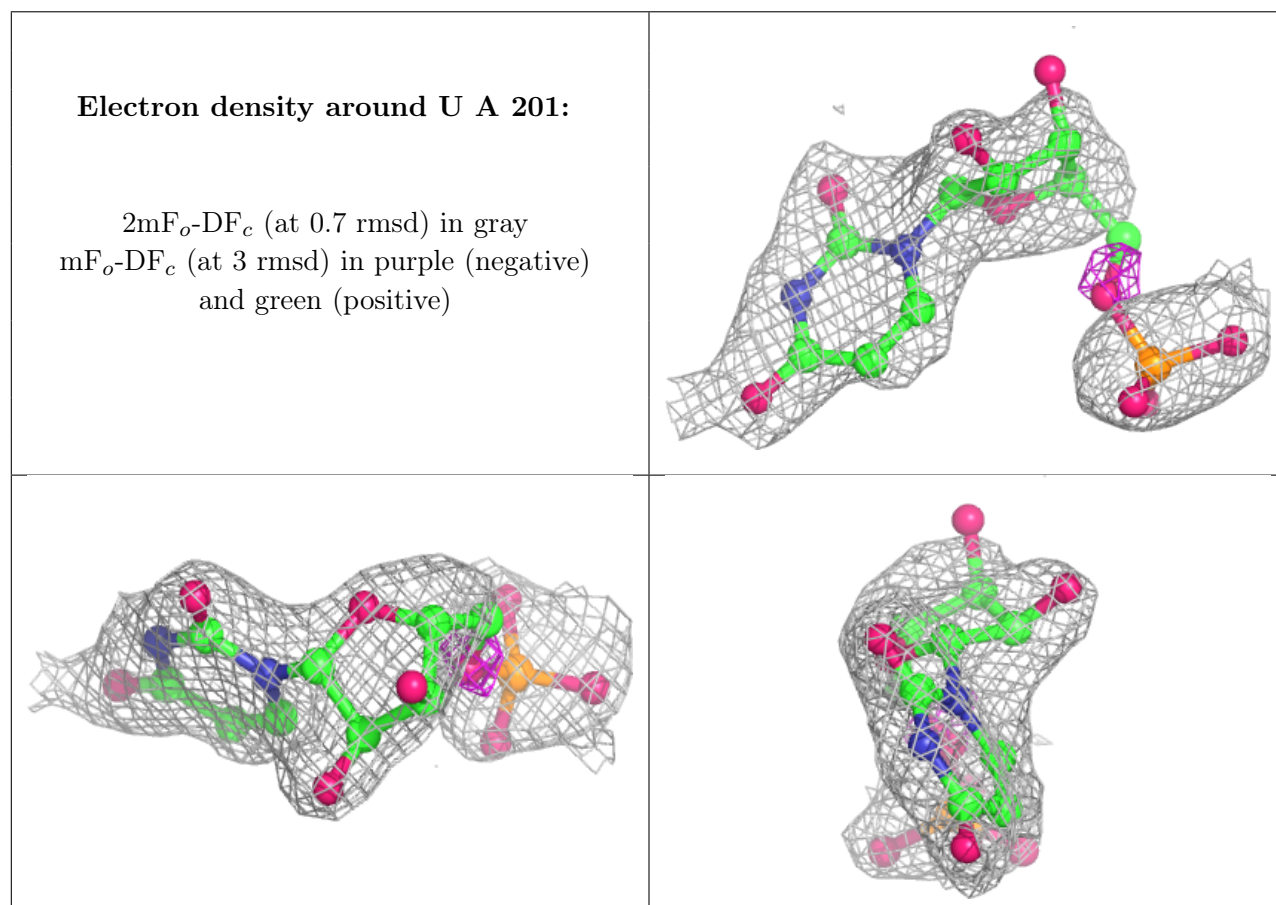 Electron density around U A 201:
2mFo-DFc (at 0.7 rmsd) in gray
mFo-DFc (at 3 rmsd) in purple (negative)
and green (positive)